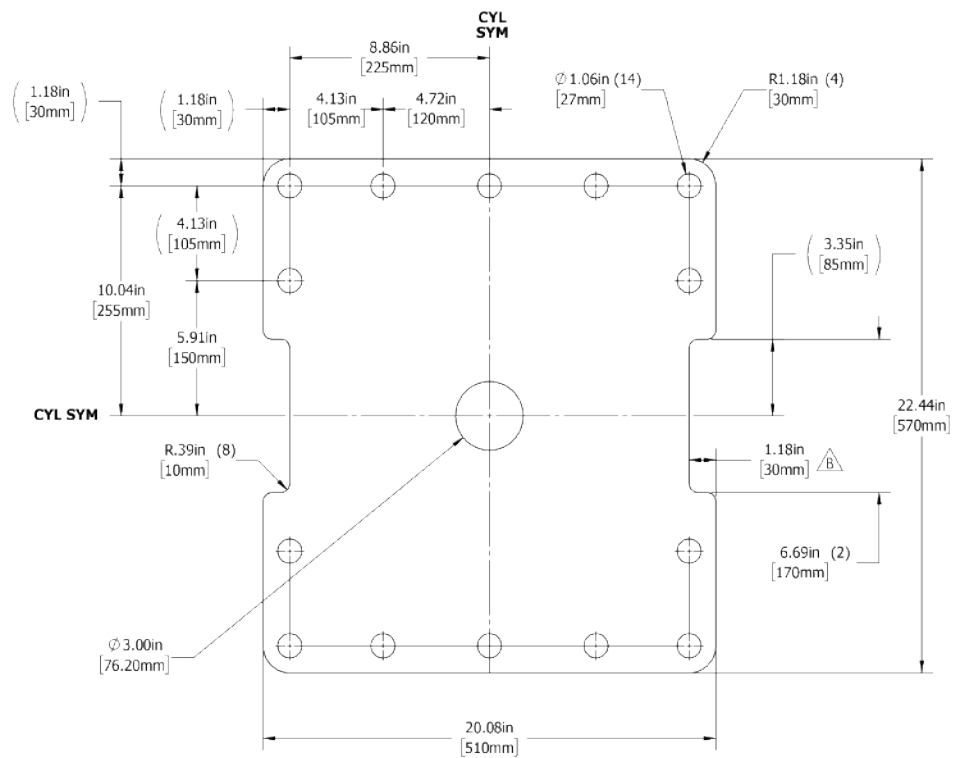 CYL
SYM
8.86in
[225mm]
(1.18in
[30mm])
(1.18in
[30mm])
4.13in
[105mm]
4.72in
[120mm]
Ø1.06in (14)
[27mm]
R1.18in (4)
[30mm]
(4.13in
[105mm])
(3.35in
[85mm])
10.04in
[255mm]
5.91in
[150mm]
CYL SYM
22.44in
[570mm]
R.39in (8)
[10mm]
1.18in
[30mm] B
6.69in (2)
[170mm]
Ø3.00in
[76.20mm]
20.08in
[510mm]